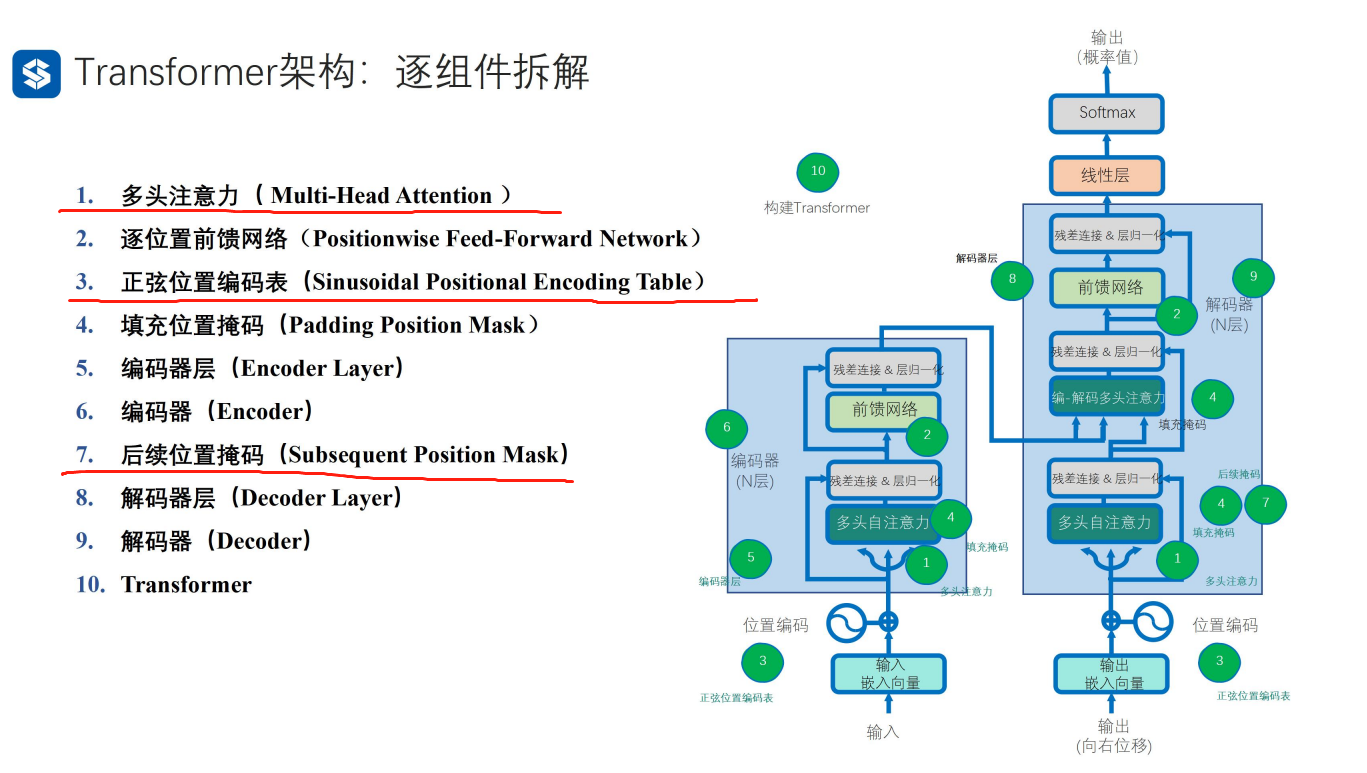 Transformer架构：逐组件拆解
1. 多头注意力（ Multi-Head Attention ）
2. 逐位置前馈网络（Positionwise Feed-Forward Network）
3. 正弦位置编码表（Sinusoidal Positional Encoding Table）
4. 填充位置掩码（Padding Position Mask）
5. 编码器层（Encoder Layer）
6. 编码器（Encoder）
7. 后续位置掩码（Subsequent Position Mask）
8. 解码器层（Decoder Layer）
9. 解码器（Decoder）
10. Transformer
输出
(概率值)
Softmax
线性层
10
构建Transformer
残差连接 & 层归一化
解码器层
8
前馈网络
2
9
解码器
(N层)
残差连接 & 层归一化
编-解码多头注意力
4
填充掩码
残差连接 & 层归一化
后续掩码
多头自注意力
4
7
填充掩码
1
多头注意力
残差连接 & 层归一化
前馈网络
2
6
编码器
(N层)
残差连接 & 层归一化
多头自注意力
4
填充掩码
5
编码器层
1
多头注意力
位置编码
3
正弦位置编码表
输入
嵌入向量
输入
位置编码
3
正弦位置编码表
输出
嵌入向量
输出
(向右位移)